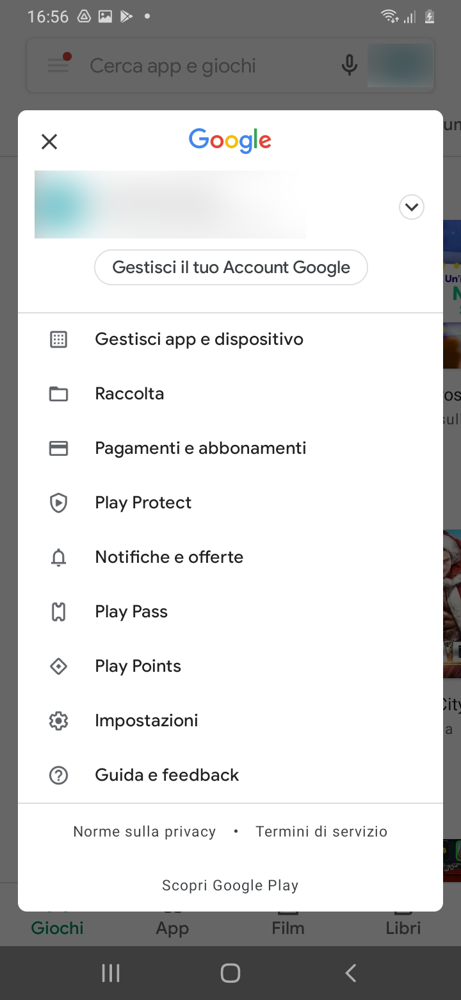 16:56
Cerca app e giochi
Google
Gestisci il tuo Account Google
Gestisci app e dispositivo
Raccolta
Pagamenti e abbonamenti
Play Protect
Notifiche e offerte
Play Pass
Play Points
Impostazioni
Guida e feedback
Norme sulla privacy • Termini di servizio
Scopri Google Play
Giochi App Film Libri